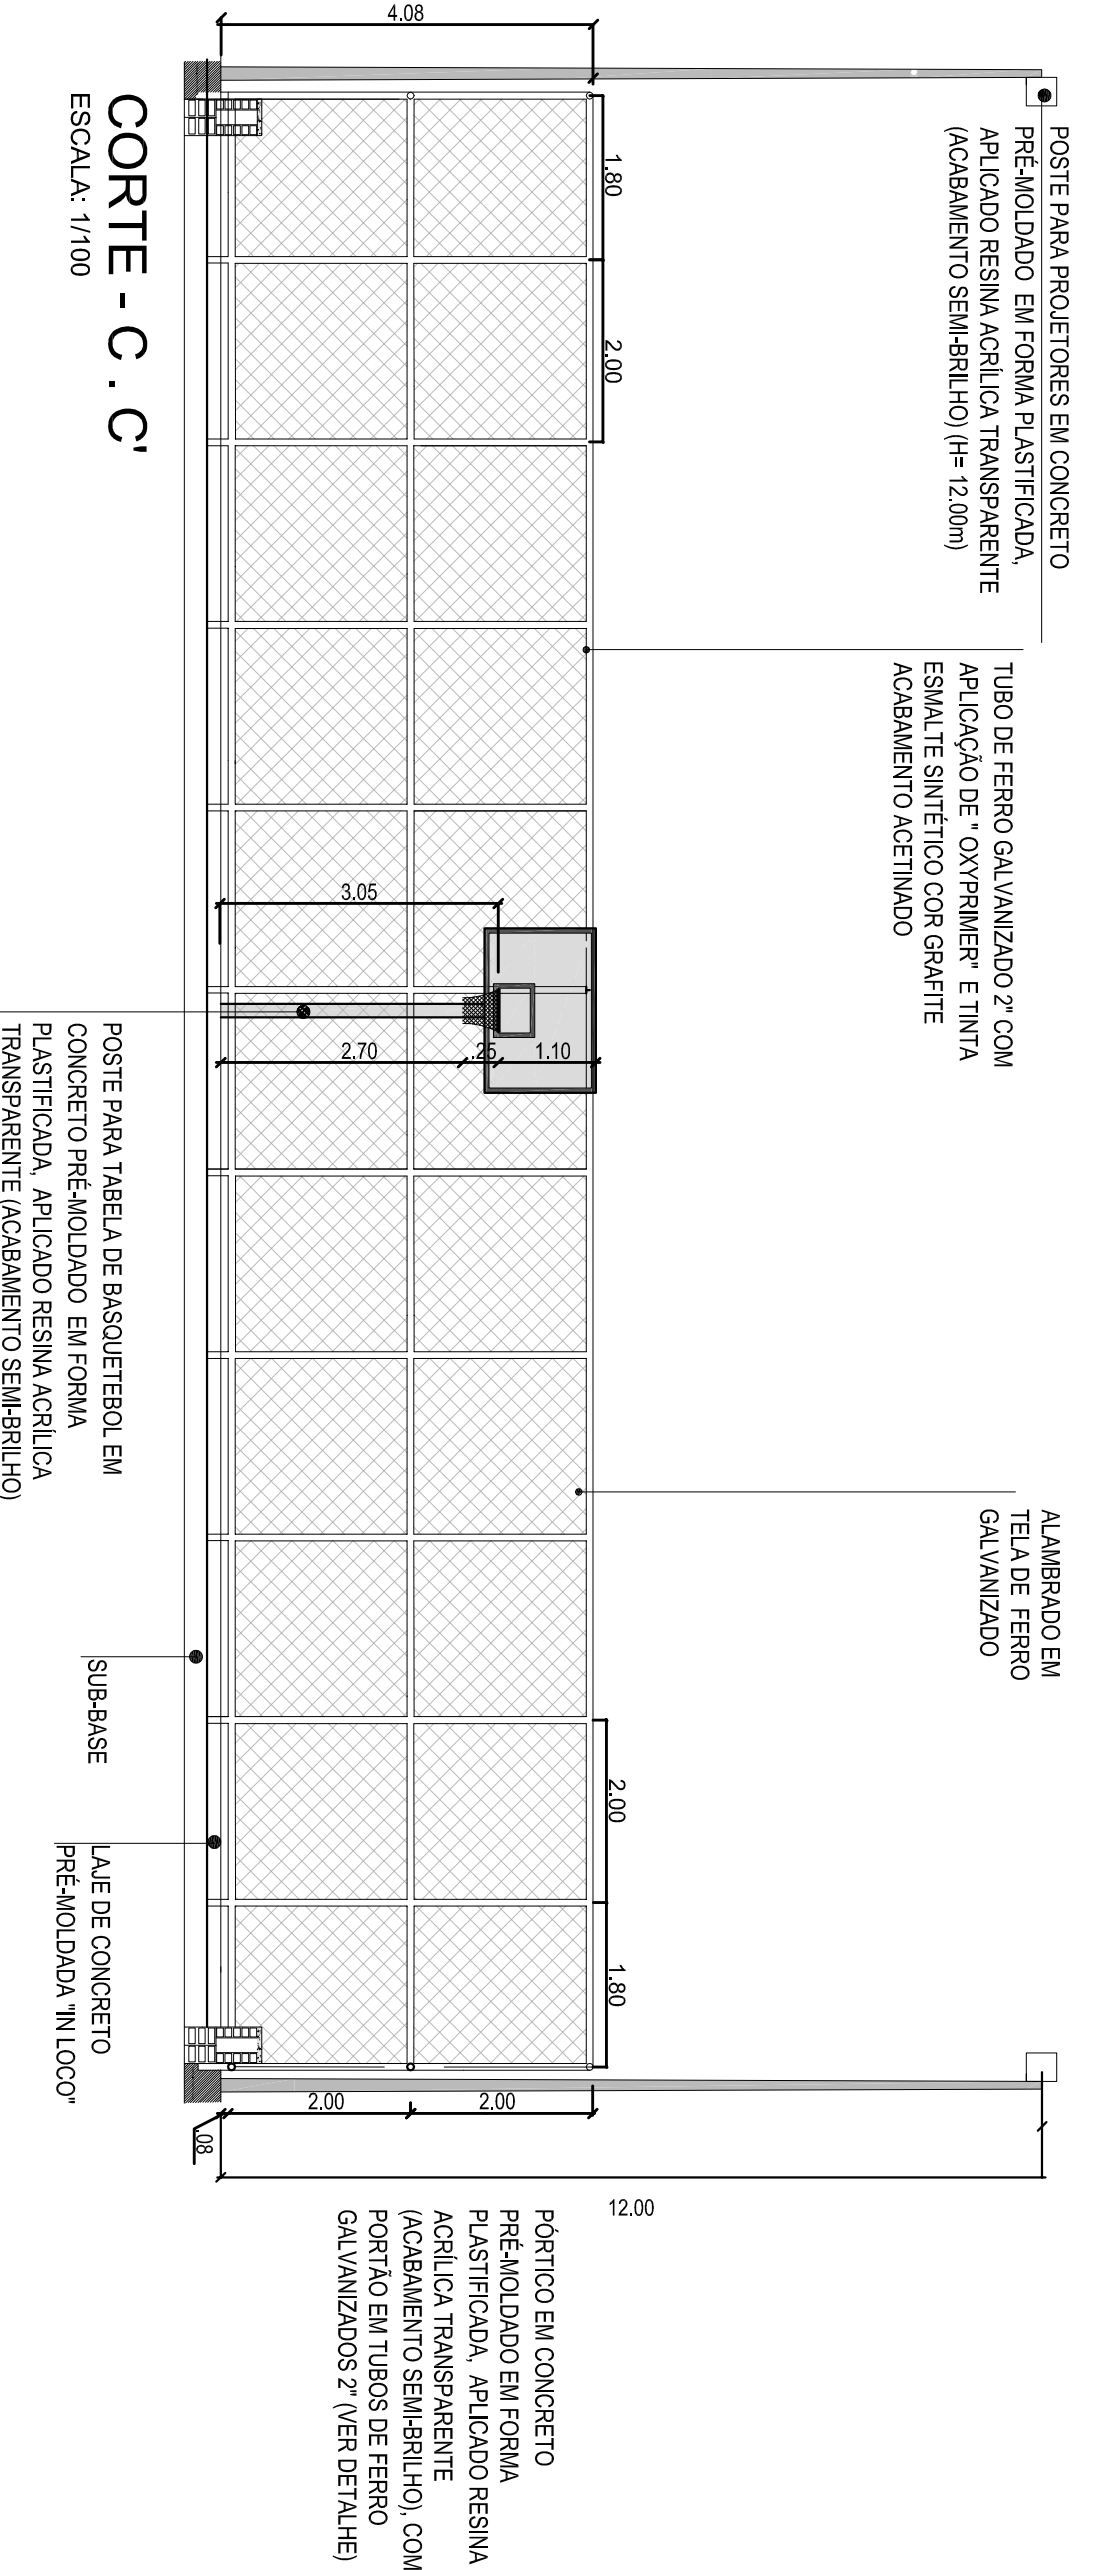 POSTE PARA PROJETORES EM CONCRETO
PRÉ-MOLDADO EM FORMA PLASTIFICADA,
APLICADO RESINA ACRÍLICA TRANSPARENTE
(ACABAMENTO SEMI-BRILHO) (H= 12.00m)
TUBO DE FERRO GALVANIZADO 2" COM
APLICAÇÃO DE " OXYPRIMER" E TINTA
ESMALTE SINTÉTICO COR GRAFITE
ACABAMENTO ACETINADO
ALAMBRADO EM
TELA DE FERRO
GALVANIZADO
4.08
1.80
2.00
3.05
2.70
.25
1.10
2.00
1.80
2.00
2.00
.08
12.00
PÓRTICO EM CONCRETO
PRÉ-MOLDADO EM FORMA
PLASTIFICADA, APLICADO RESINA
ACRÍLICA TRANSPARENTE
(ACABAMENTO SEMI-BRILHO), COM
PORTÃO EM TUBOS DE FERRO
GALVANIZADOS 2" (VER DETALHE)
CORTE - C . C'
ESCALA: 1/100
POSTE PARA TABELA DE BASQUETEBOL EM
CONCRETO PRÉ-MOLDADO EM FORMA
PLASTIFICADA, APLICADO RESINA ACRÍLICA
TRANSPARENTE (ACABAMENTO SEMI-BRILHO)
SUB-BASE
LAJE DE CONCRETO
PRÉ-MOLDADA "IN LOCO"